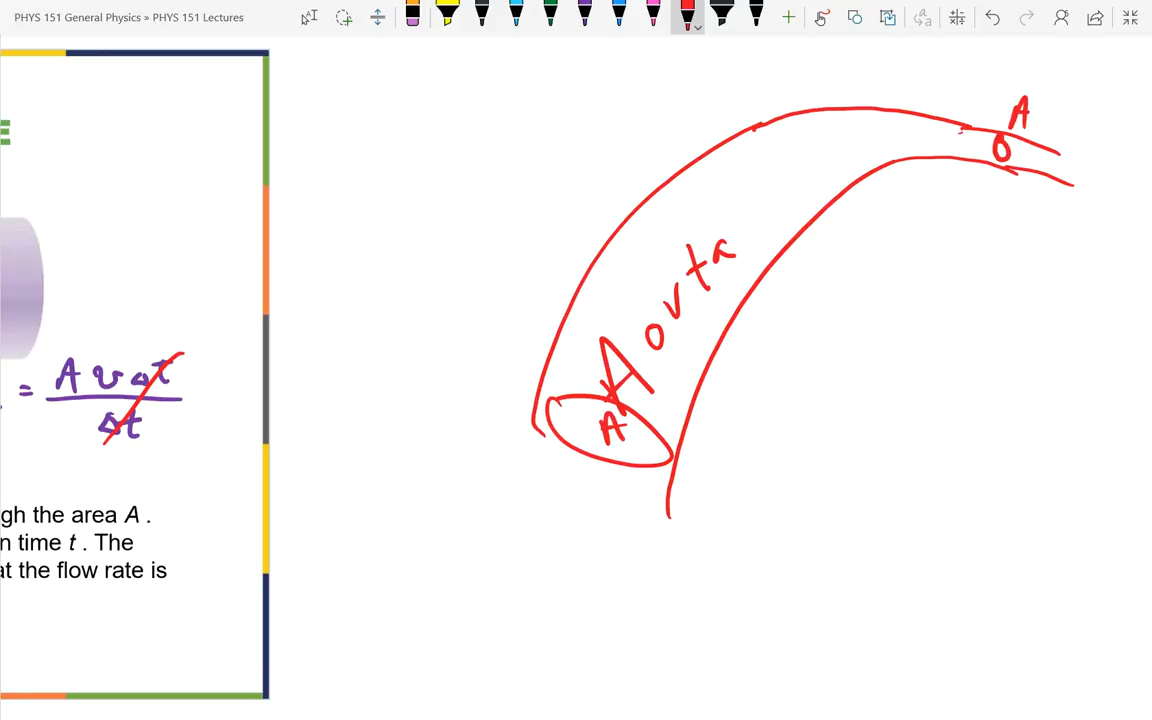 PHYS 151 General Physics » PHYS 151 Lectures
E
A
Aorta
A
= A v Δt
Δt
gh the area A .
n time t . The
at the flow rate is